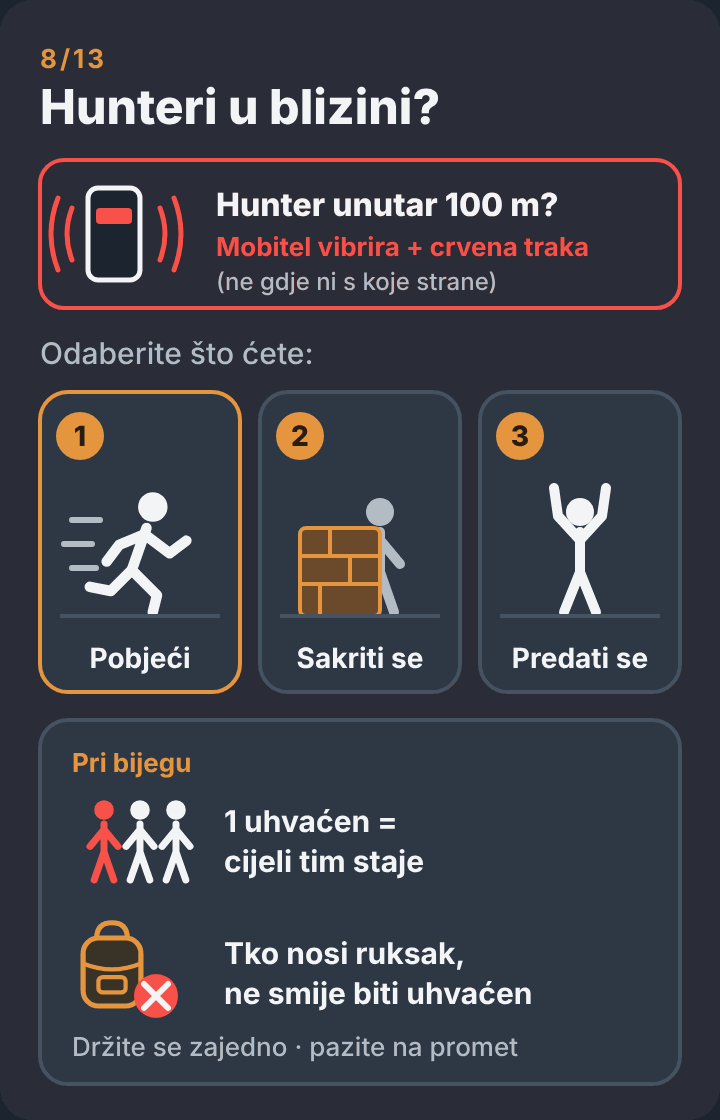 8/13
Hunteri u blizini?
Hunter unutar 100 m?
Mobitel vibrira + crvena traka
(ne gdje ni s koje strane)
Odaberite što ćete:
1
Pobjeći
2
Sakriti se
3
Predati se
Pri bijegu
1 uhvaćen =
cijeli tim staje
Tko nosi ruksak,
ne smije biti uhvaćen
Držite se zajedno · pazite na promet